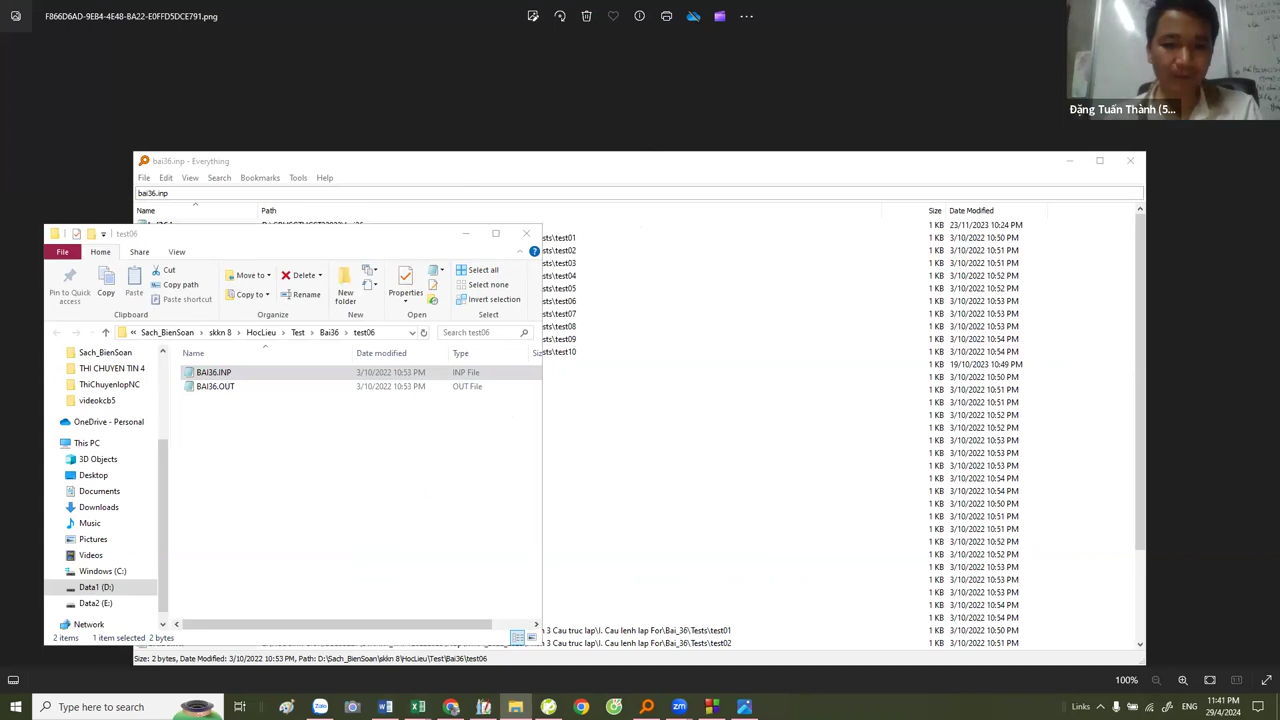 F866D6AD-9EB4-4E48-BA22-E0FFD5DCE791.png
Đặng Tuấn Thành (5...
bai36.inp - Everything
File Edit View Search Bookmarks Tools Help
bai36.inp
Name Path Size Date Modified
1 KB 23/11/2023 10:24 PM
sts\test01 1 KB 3/10/2022 10:50 PM
sts\test02 1 KB 3/10/2022 10:51 PM
sts\test03 1 KB 3/10/2022 10:51 PM
sts\test04 1 KB 3/10/2022 10:52 PM
sts\test05 1 KB 3/10/2022 10:52 PM
sts\test06 1 KB 3/10/2022 10:53 PM
sts\test07 1 KB 3/10/2022 10:53 PM
sts\test08 1 KB 3/10/2022 10:53 PM
sts\test09 1 KB 3/10/2022 10:54 PM
sts\test10 1 KB 3/10/2022 10:54 PM
1 KB 19/10/2023 10:49 PM
1 KB 3/10/2022 10:50 PM
1 KB 3/10/2022 10:51 PM
1 KB 3/10/2022 10:51 PM
1 KB 3/10/2022 10:52 PM
1 KB 3/10/2022 10:52 PM
1 KB 3/10/2022 10:53 PM
1 KB 3/10/2022 10:53 PM
1 KB 3/10/2022 10:53 PM
1 KB 3/10/2022 10:54 PM
1 KB 3/10/2022 10:54 PM
1 KB 3/10/2022 10:50 PM
1 KB 3/10/2022 10:51 PM
1 KB 3/10/2022 10:51 PM
1 KB 3/10/2022 10:52 PM
1 KB 3/10/2022 10:52 PM
1 KB 3/10/2022 10:53 PM
1 KB 3/10/2022 10:53 PM
1 KB 3/10/2022 10:53 PM
1 KB 3/10/2022 10:54 PM
1 KB 3/10/2022 10:54 PM
3 Cau truc lap\I. Cau lenh lap For\Bai_36\Tests\test01 1 KB 3/10/2022 10:50 PM
3 Cau truc lap\I. Cau lenh lap For\Bai_36\Tests\test02 1 KB 3/10/2022 10:51 PM
Size: 2 bytes, Date Modified: 3/10/2022 10:53 PM, Path: D:\Sach_BienSoan\skkn 8\HocLieu\Test\Bai36\test06
test06
File Home Share View
Pin to Quick access
Copy
Paste
Cut
Copy path
Paste shortcut
Clipboard
Move to
Copy to
Delete
Rename
Organize
New folder
New
Properties
Open
Select all
Select none
Invert selection
Select
« Sach_BienSoan > skkn 8 > HocLieu > Test > Bai36 > test06
Search test06
Name Date modified Type Siz
BAI36.INP 3/10/2022 10:53 PM INP File
BAI36.OUT 3/10/2022 10:53 PM OUT File
Sach_BienSoan
THI CHUYEN TIN 4
ThiChuyenlopNC
videokcb5
OneDrive - Personal
This PC
3D Objects
Desktop
Documents
Downloads
Music
Pictures
Videos
Windows (C:)
Data1 (D:)
Data2 (E:)
Network
2 items 1 item selected 2 bytes
100%
Type here to search
Links
11:41 PM
29/4/2024